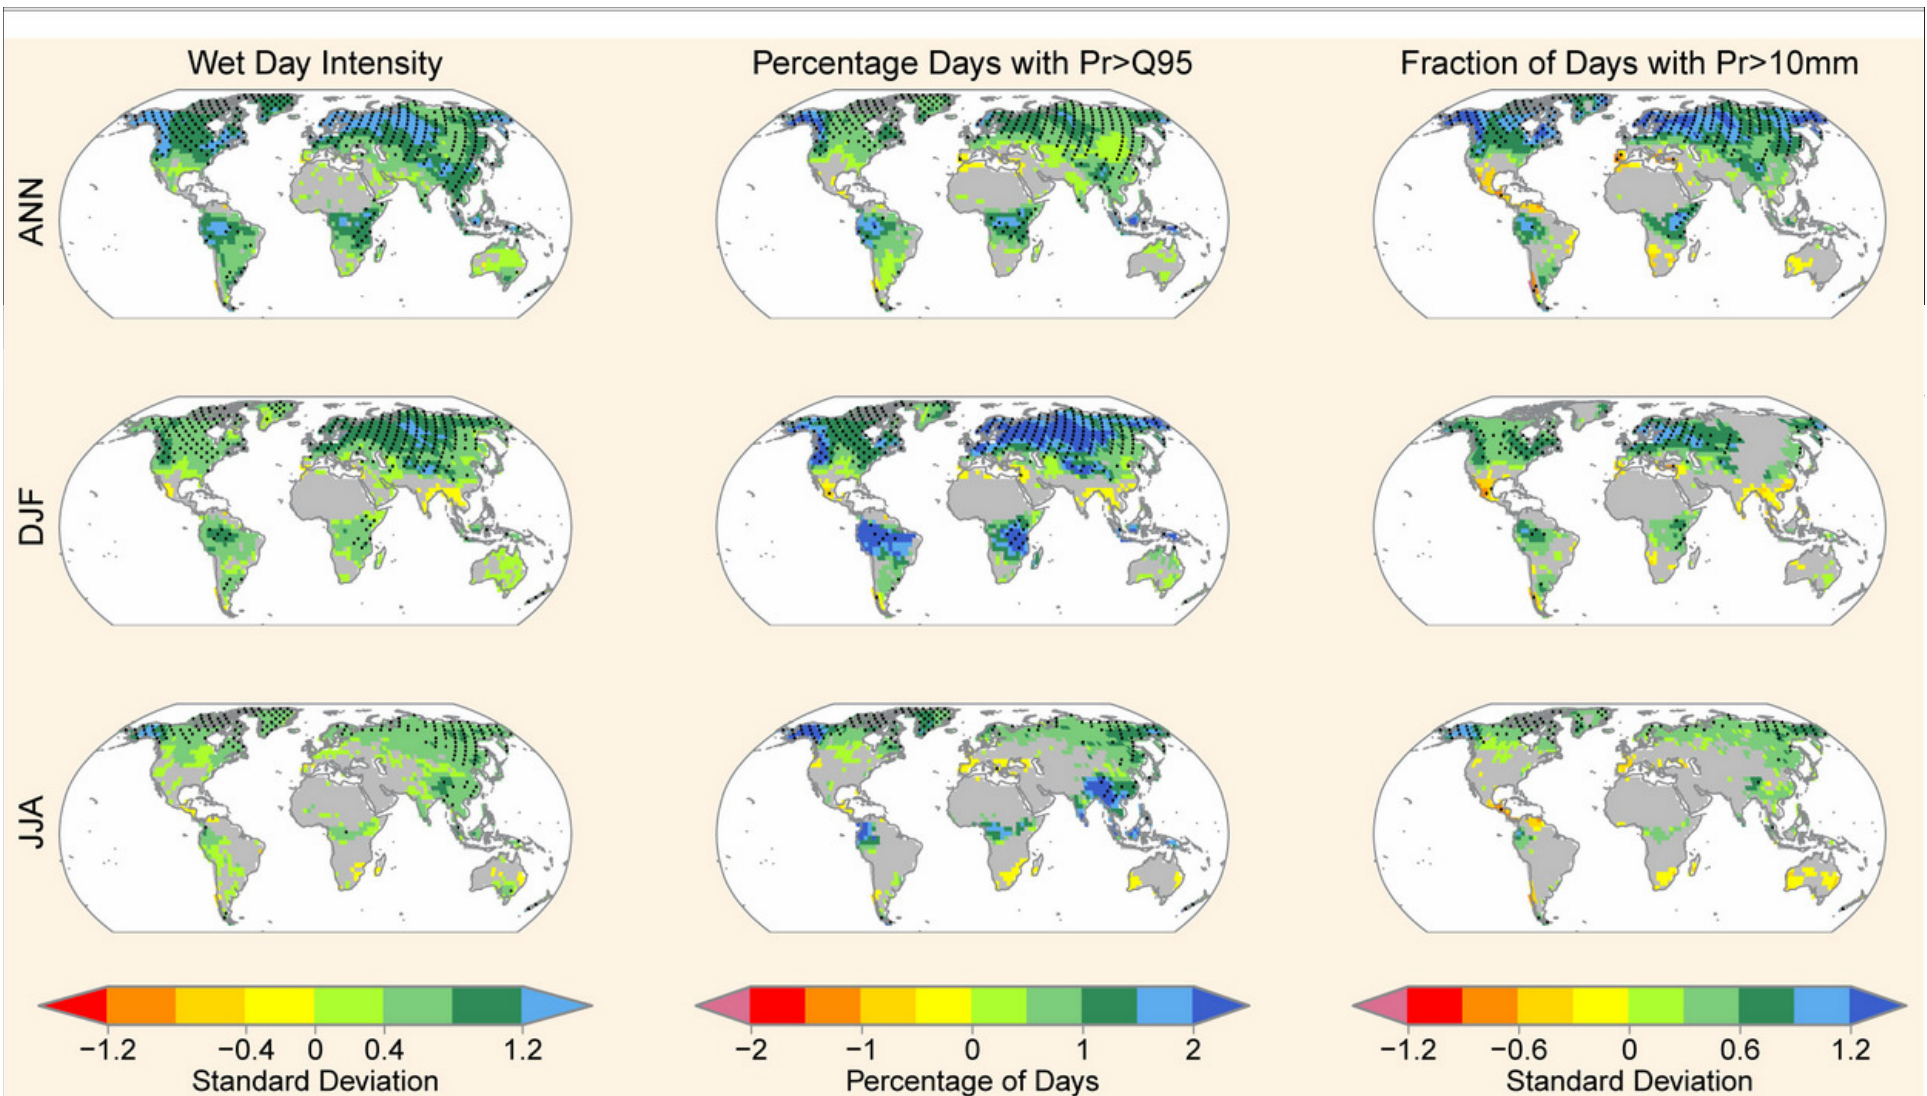 Wet Day Intensity
Percentage Days with Pr>Q95
Fraction of Days with Pr>10mm
ANN
DJF
JJA
−1.2 −0.4 0 0.4 1.2
Standard Deviation
−2 −1 0 1 2
Percentage of Days
−1.2 −0.6 0 0.6 1.2
Standard Deviation